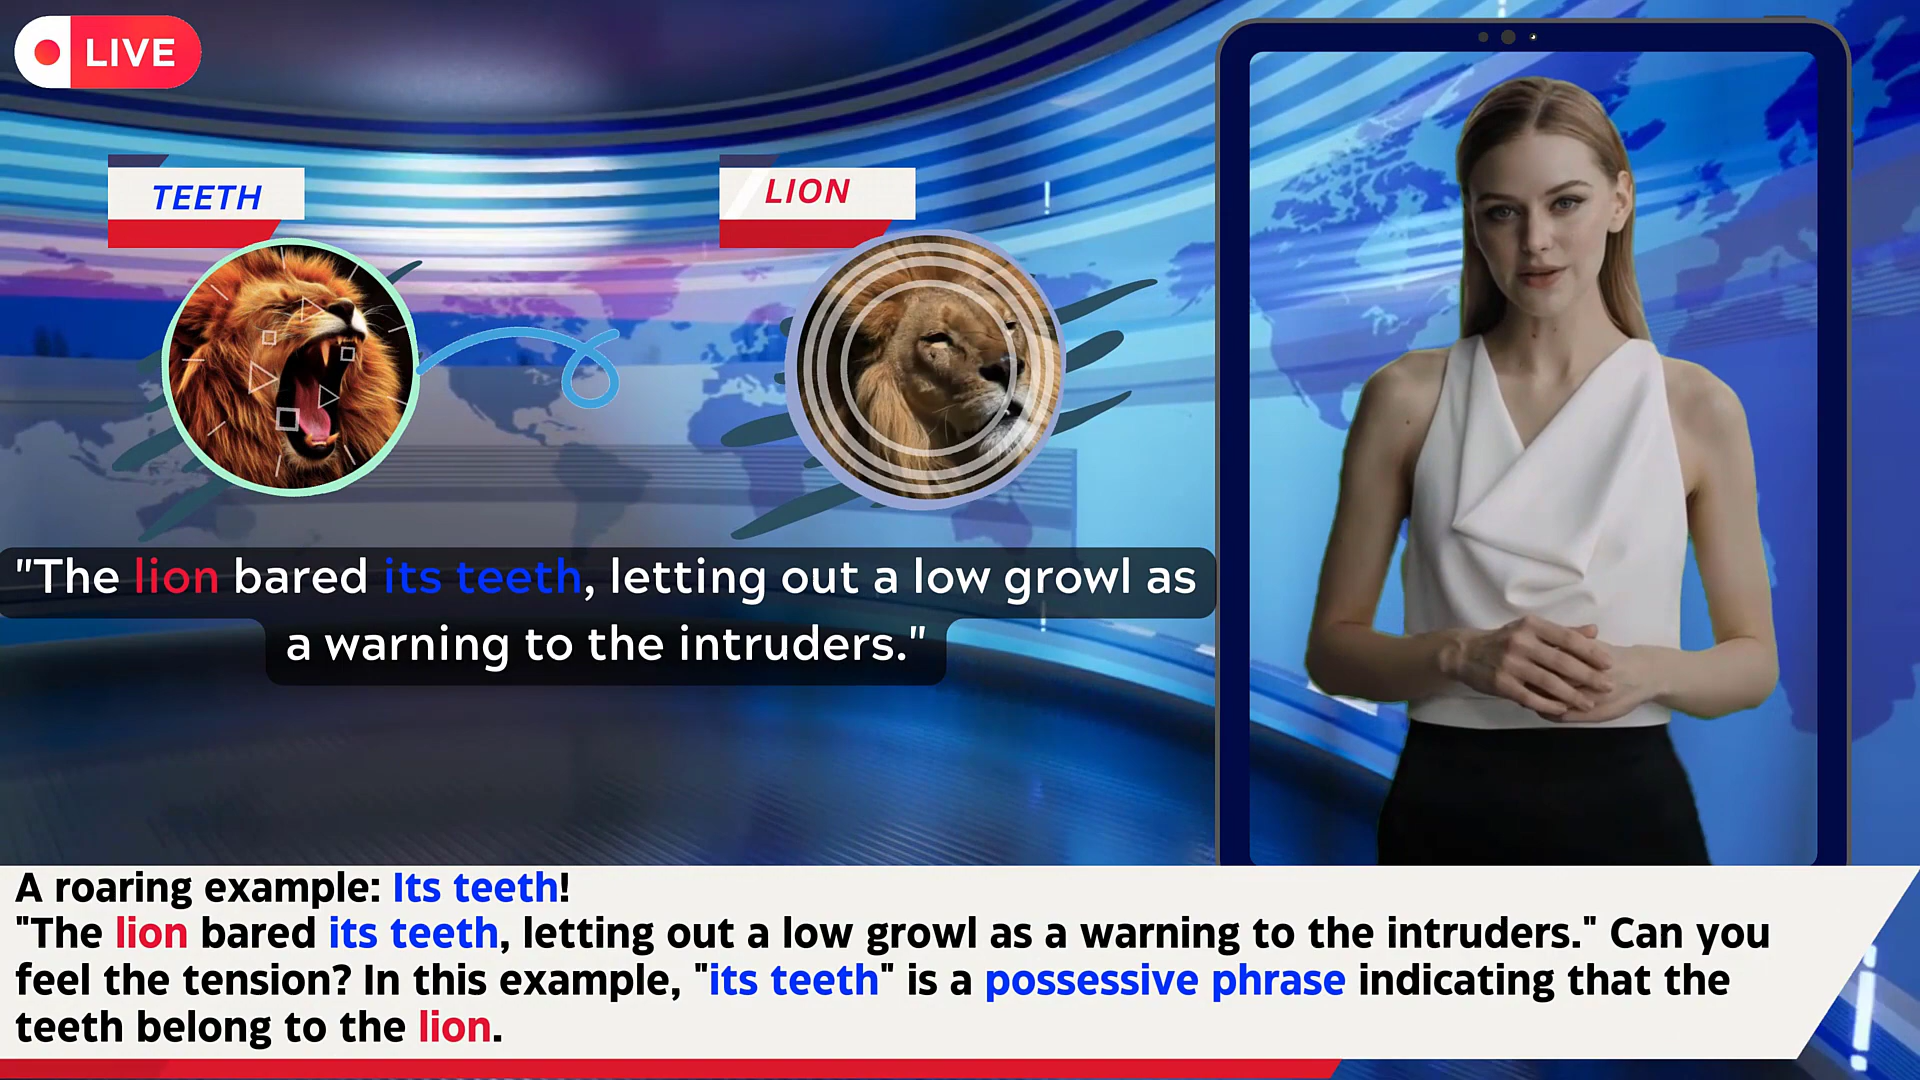 LIVE
TEETH
LION
"The lion bared its teeth, letting out a low growl as
a warning to the intruders."
A roaring example: Its teeth!
"The lion bared its teeth, letting out a low growl as a warning to the intruders." Can you
feel the tension? In this example, "its teeth" is a possessive phrase indicating that the
teeth belong to the lion.